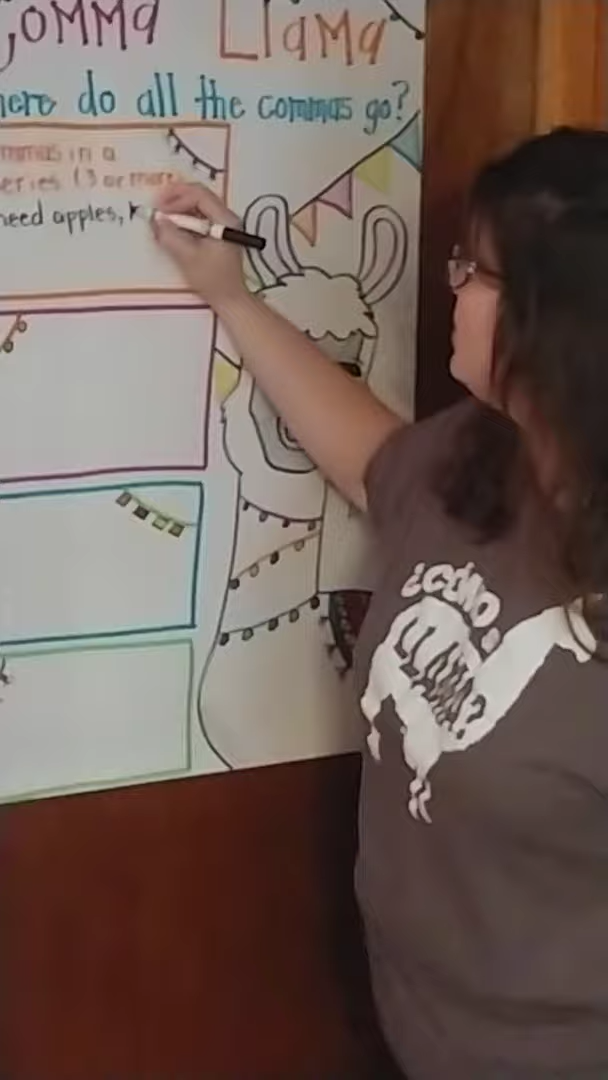 Comma Llama
here do all the commas go?
mmas in a
eries (3 or more
need apples, k
¿CÓMO
LLAMA?